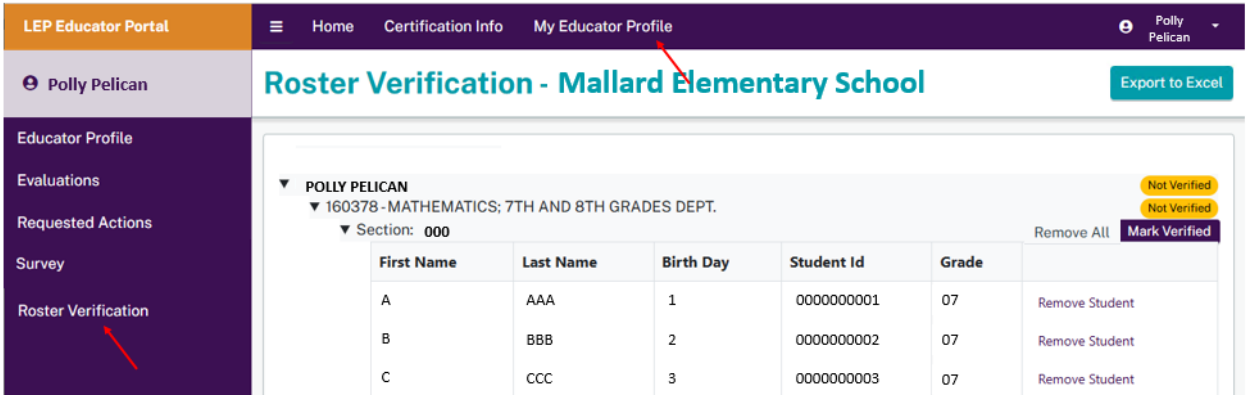 LEP Educator Portal
Home Certification Info My Educator Profile
Polly Pelican
Polly Pelican
Roster Verification - Mallard Elementary School
Export to Excel
Educator Profile
Evaluations
Requested Actions
Survey
Roster Verification
POLLY PELICAN Not Verified
160378 - MATHEMATICS; 7TH AND 8TH GRADES DEPT. Not Verified
Section: 000 Remove All Mark Verified
First Name Last Name Birth Day Student Id Grade
A AAA 1 0000000001 07 Remove Student
B BBB 2 0000000002 07 Remove Student
C CCC 3 0000000003 07 Remove Student